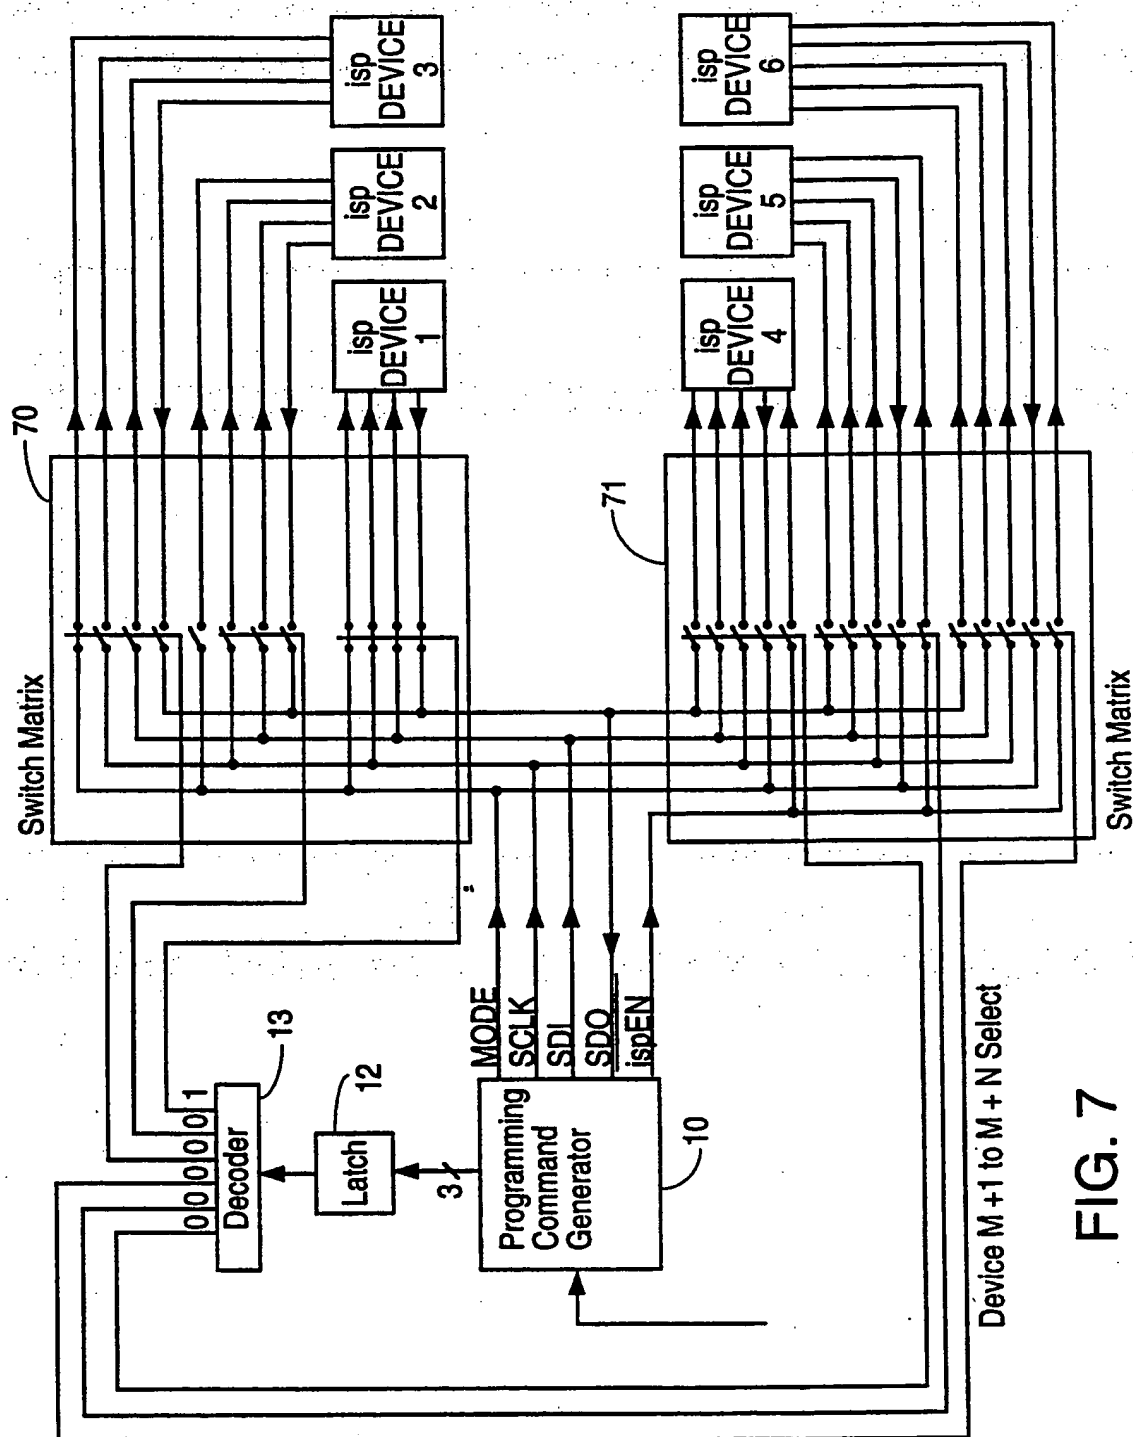 isp
DEVICE
3
isp
DEVICE
2
isp
DEVICE
1
isp
DEVICE
6
isp
DEVICE
5
isp
DEVICE
4
70
71
Switch Matrix
Switch Matrix
MODE
SCLK
SDI
SDO
ispEN
13
0 0 0 0 0 1
Decoder
12
Latch
3
Programming
Command
Generator
10
Device M +1 to M + N Select
FIG. 7